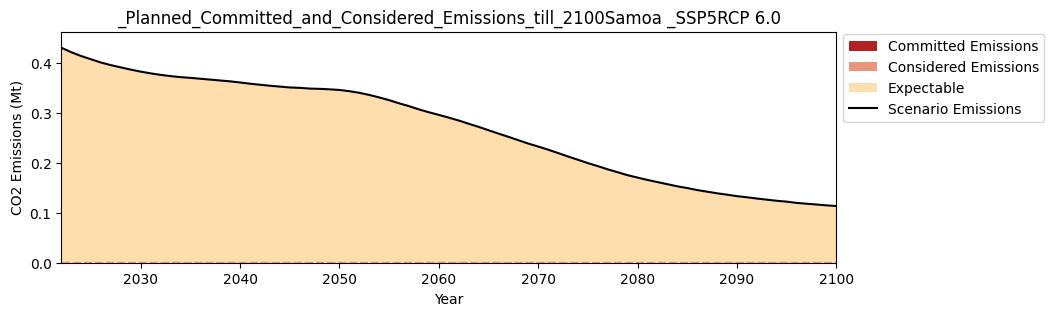 _Planned_Committed_and_Considered_Emissions_till_2100Samoa _SSP5RCP 6.0
Committed Emissions
Considered Emissions
Expectable
Scenario Emissions
CO2 Emissions (Mt)
0.4
0.3
0.2
0.1
0.0
2030 2040 2050 2060 2070 2080 2090 2100
Year